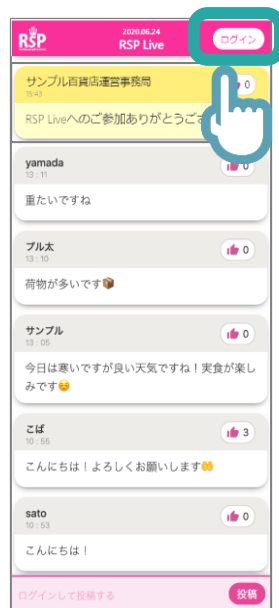 RSP
2020.06.24
RSP Live
ログイン
サンプル百貨店運営事務局
15:43
0
RSP Liveへのご参加ありがとうござ
yamada
13:11
0
重たいですね
プル太
13:10
0
荷物が多いです📦
サンプル
13:05
0
今日は寒いですが良い天気ですね！実食が楽し
みです😊
こぱ
10:55
3
こんにちは！よろしくお願いします👐
sato
10:53
0
こんにちは！
ログインして投稿する
投稿